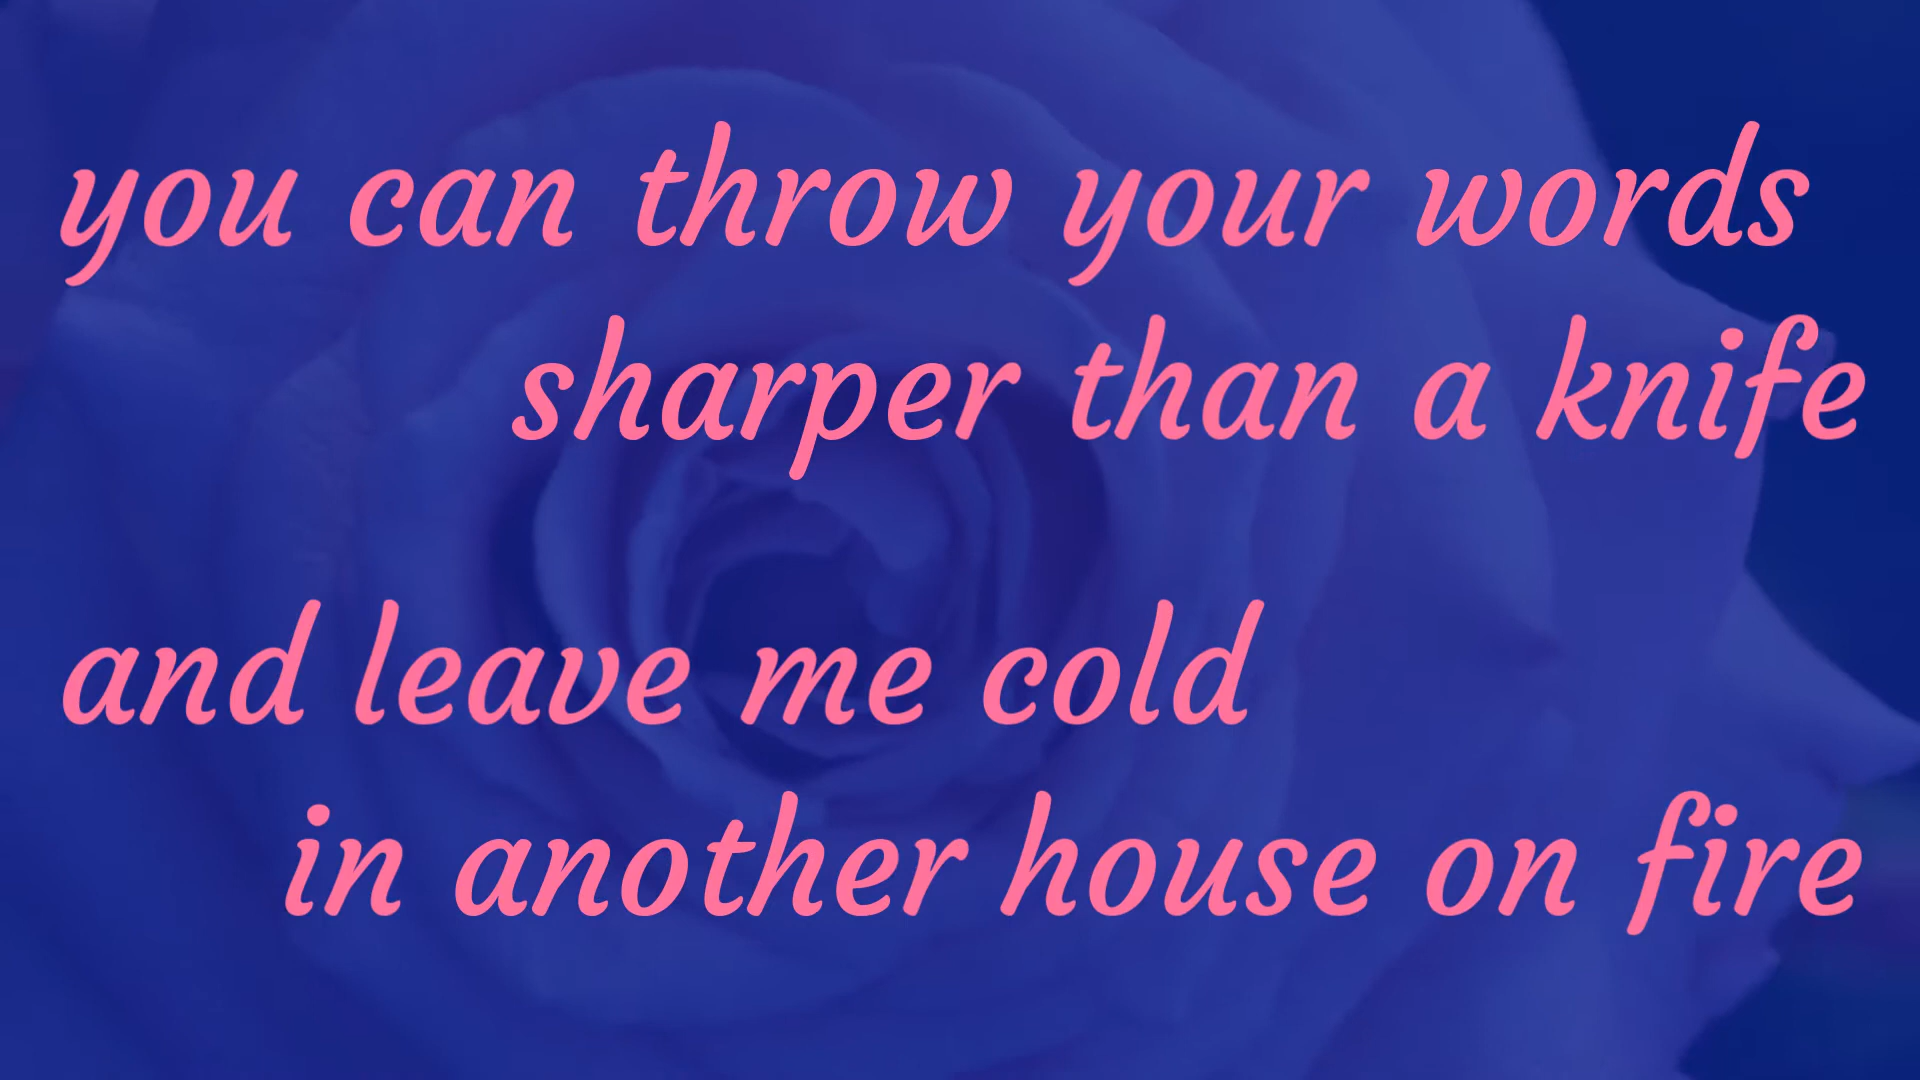 you can throw your words
sharper than a knife
and leave me cold
in another house on fire